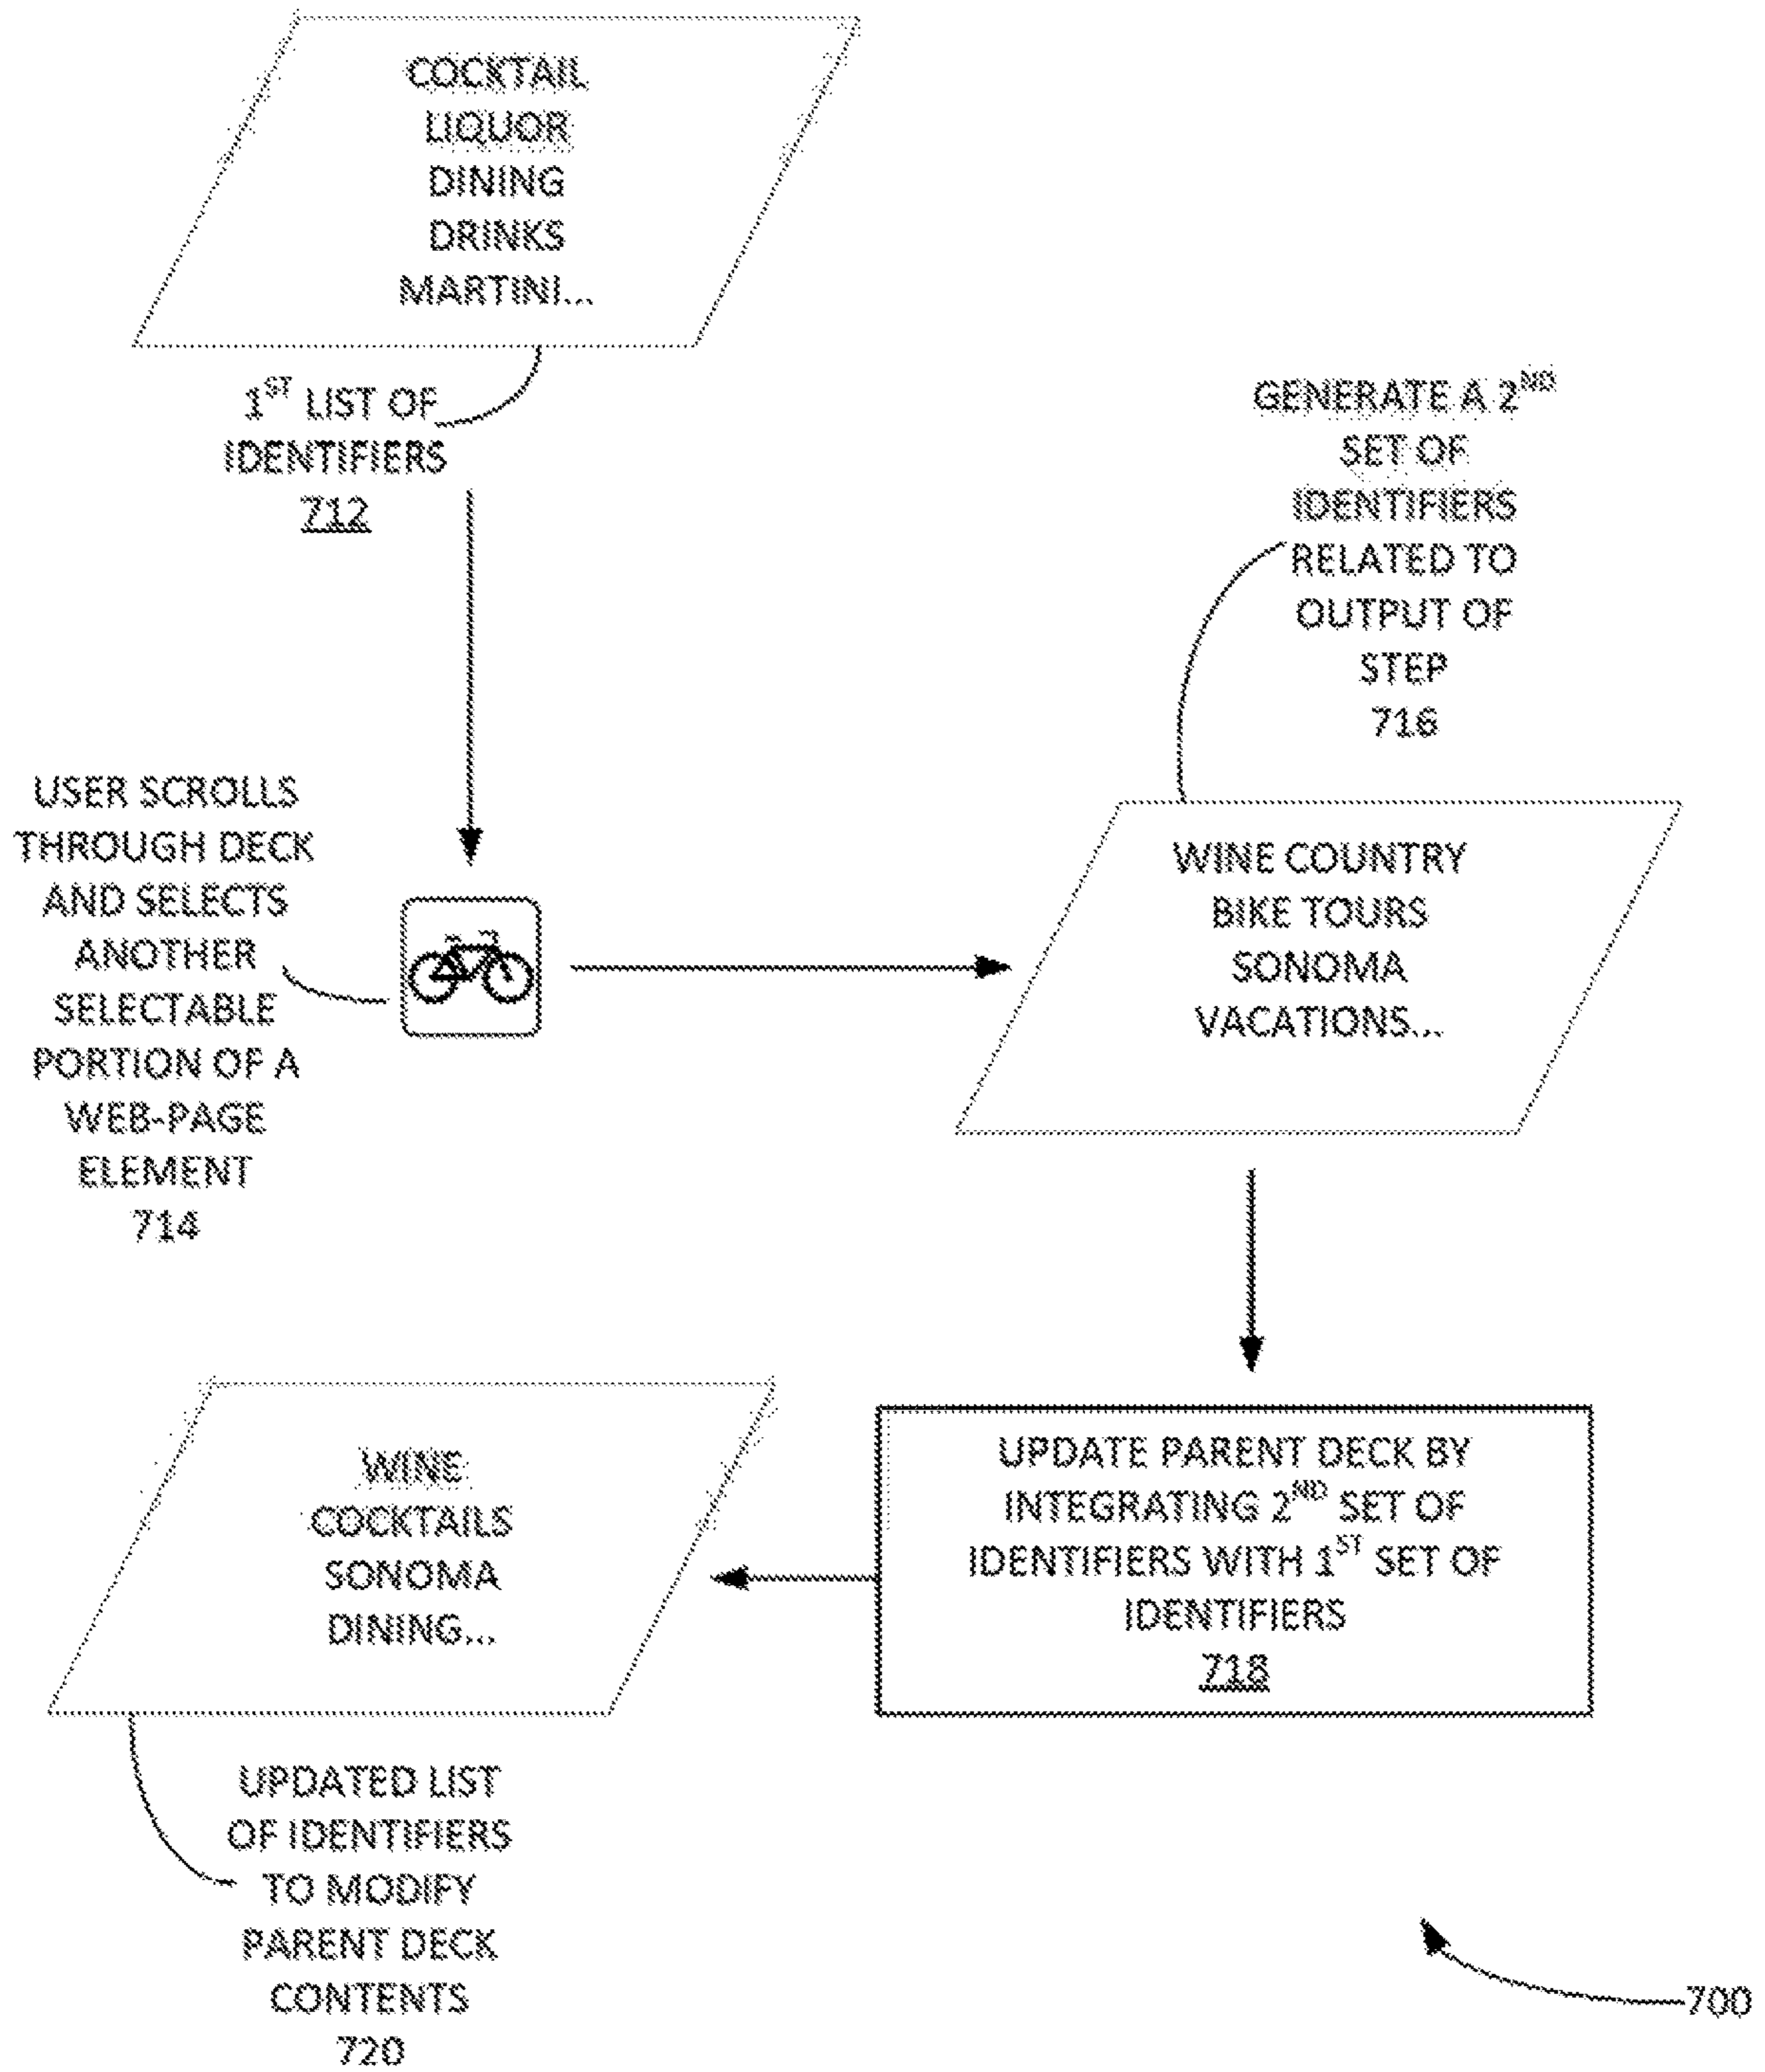 COCKTAIL
LIQUOR
DINING
DRINKS
MARTINI...
1ST LIST OF
IDENTIFIERS
712
GENERATE A 2ND
SET OF
IDENTIFIERS
RELATED TO
OUTPUT OF
STEP
716
USER SCROLLS
THROUGH DECK
AND SELECTS
ANOTHER
SELECTABLE
PORTION OF A
WEB-PAGE
ELEMENT
714
WINE COUNTRY
BIKE TOURS
SONOMA
VACATIONS...
UPDATE PARENT DECK BY
INTEGRATING 2ND SET OF
IDENTIFIERS WITH 1ST SET OF
IDENTIFIERS
718
WINE
COCKTAILS
SONOMA
DINING...
UPDATED LIST
OF IDENTIFIERS
TO MODIFY
PARENT DECK
CONTENTS
720
700